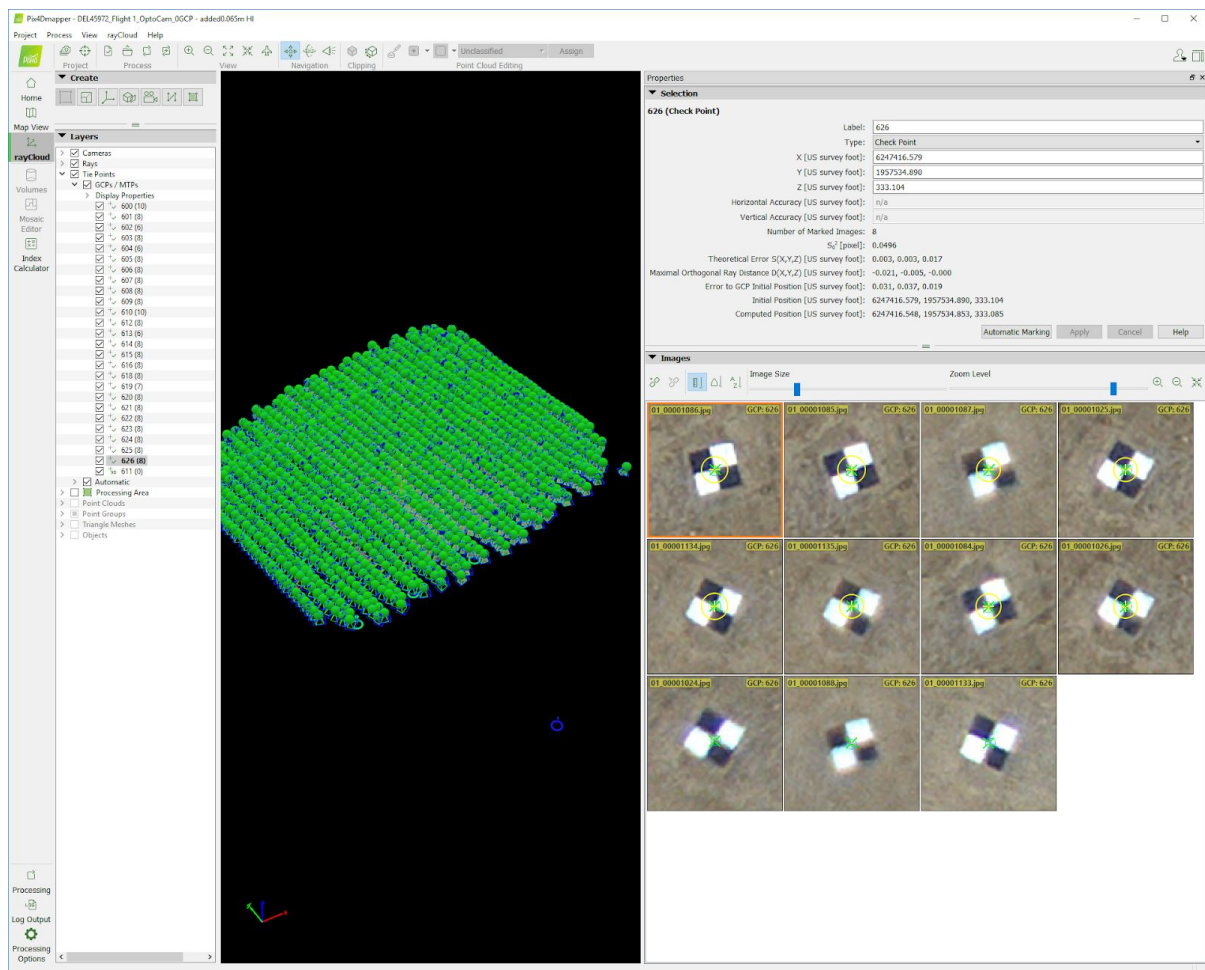 Pix4Dmapper - DEL45972_Flight 1_OptoCam_0GCP - added0.065m HI
Project Process View rayCloud Help
Unclassified
Assign
Project Process View Navigation Clipping Point Cloud Editing
Home
Map View
rayCloud
Volumes
Mosaic
Editor
Index
Calculator
Processing
Log Output
Processing
Options
Create
Layers
Cameras
Rays
Tie Points
GCPs / MTPs
Display Properties
600 (10)
601 (8)
602 (6)
603 (8)
604 (6)
605 (8)
606 (8)
607 (8)
608 (8)
609 (8)
610 (10)
612 (8)
613 (6)
614 (8)
615 (8)
616 (8)
618 (8)
619 (7)
620 (8)
621 (8)
622 (8)
623 (8)
624 (8)
625 (8)
626 (8)
611 (0)
Automatic
Processing Area
Point Clouds
Point Groups
Triangle Meshes
Objects
Properties
Selection
626 (Check Point)
Label: 626
Type: Check Point
X [US survey foot]: 6247416.579
Y [US survey foot]: 1957534.890
Z [US survey foot]: 333.104
Horizontal Accuracy [US survey foot]: n/a
Vertical Accuracy [US survey foot]: n/a
Number of Marked Images: 8
S₀² [pixel]: 0.0496
Theoretical Error S(X,Y,Z) [US survey foot]: 0.003, 0.003, 0.017
Maximal Orthogonal Ray Distance D(X,Y,Z) [US survey foot]: -0.021, -0.005, -0.000
Error to GCP Initial Position [US survey foot]: 0.031, 0.037, 0.019
Initial Position [US survey foot]: 6247416.579, 1957534.890, 333.104
Computed Position [US survey foot]: 6247416.548, 1957534.853, 333.085
Automatic Marking Apply Cancel Help
Images
Image Size Zoom Level
01_00001086.jpg GCP: 626 01_00001085.jpg GCP: 626 01_00001087.jpg GCP: 626 01_00001025.jpg GCP: 626
01_00001134.jpg GCP: 626 01_00001135.jpg GCP: 626 01_00001084.jpg GCP: 626 01_00001026.jpg GCP: 626
01_00001024.jpg GCP: 626 01_00001088.jpg GCP: 626 01_00001133.jpg GCP: 626